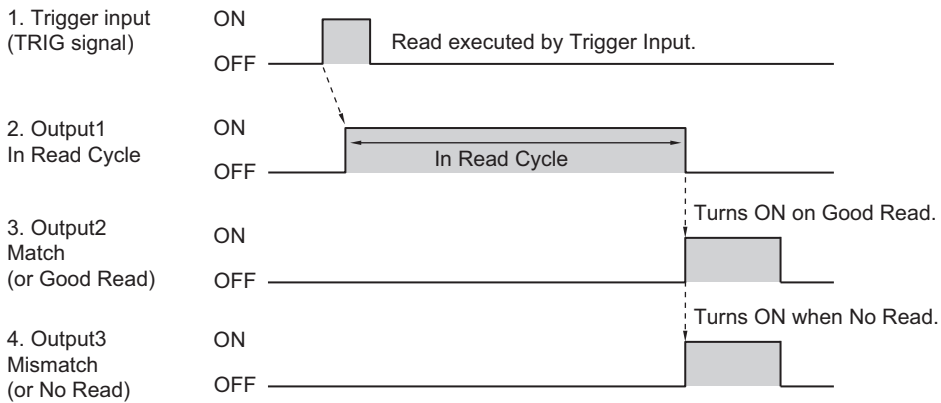 1. Trigger input
(TRIG signal)
ON
OFF
Read executed by Trigger Input.
2. Output1
In Read Cycle
ON
OFF
In Read Cycle
Turns ON on Good Read.
3. Output2
Match
(or Good Read)
ON
OFF
Turns ON when No Read.
4. Output3
Mismatch
(or No Read)
ON
OFF